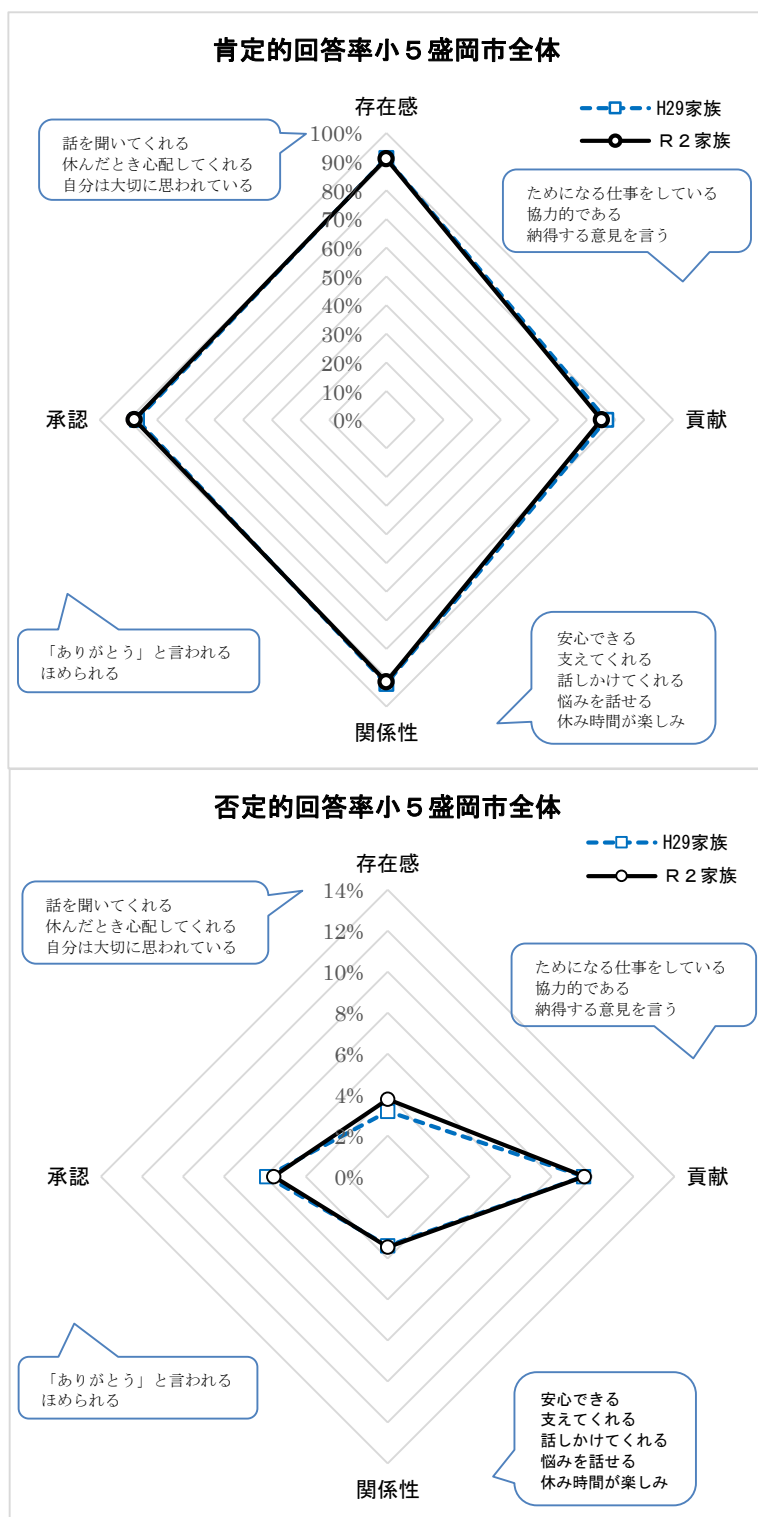 肯定的回答率小５盛岡市全体
存在感
H29家族
Ｒ２家族
話を聞いてくれる
休んだとき心配してくれる
自分は大切に思われている
ためになる仕事をしている
協力的である
納得する意見を言う
100%
90%
80%
70%
60%
50%
40%
30%
20%
10%
0%
承認
貢献
「ありがとう」と言われる
ほめられる
安心できる
支えてくれる
話しかけてくれる
悩みを話せる
休み時間が楽しみ
関係性
否定的回答率小５盛岡市全体
存在感
H29家族
Ｒ２家族
話を聞いてくれる
休んだとき心配してくれる
自分は大切に思われている
ためになる仕事をしている
協力的である
納得する意見を言う
14%
12%
10%
8%
6%
4%
2%
0%
承認
貢献
「ありがとう」と言われる
ほめられる
安心できる
支えてくれる
話しかけてくれる
悩みを話せる
休み時間が楽しみ
関係性